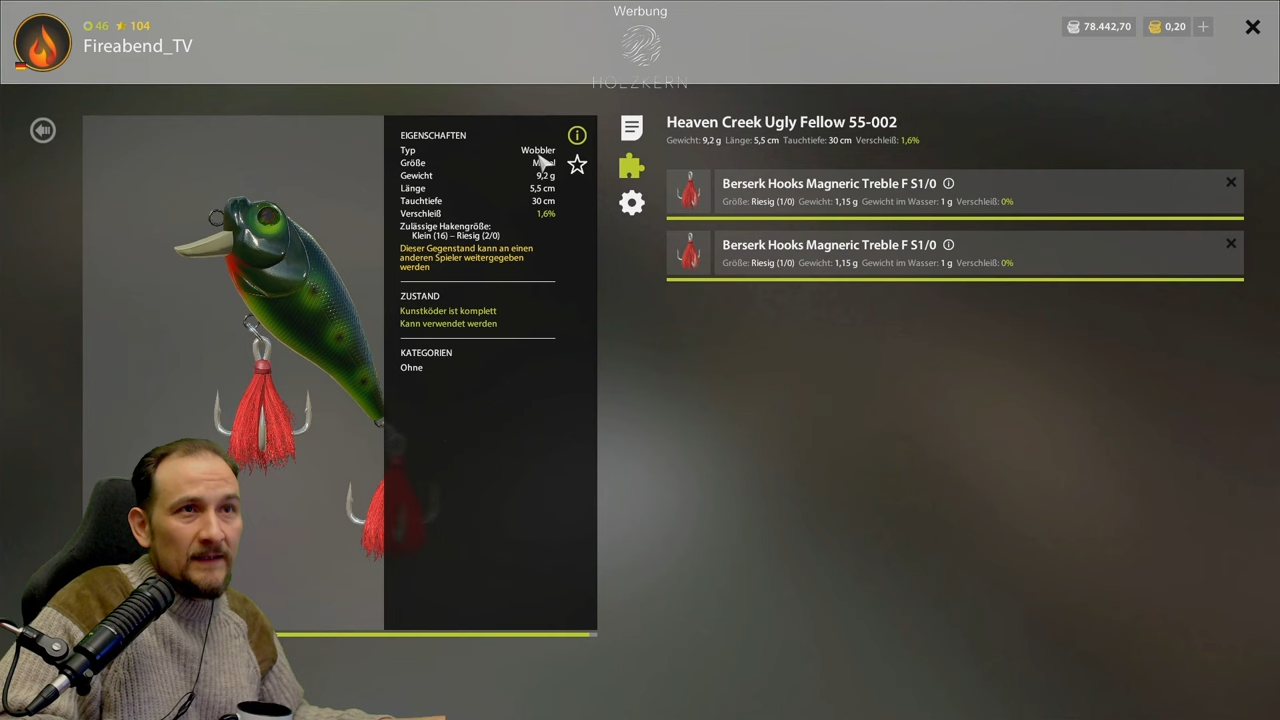 46 104
Fireabend_TV
Werbung
HOLZKERN
78.442,70
0,20
EIGENSCHAFTEN
Typ Wobbler
Größe
Gewicht 9,2 g
Länge 5,5 cm
Tauchtiefe 30 cm
Verschleiß 1,6%
Zulässige Hakengröße:
Klein (16) – Riesig (2/0)
Dieser Gegenstand kann an einen
anderen Spieler weitergegeben
werden
ZUSTAND
Kunstköder ist komplett
Kann verwendet werden
KATEGORIEN
Ohne
Heaven Creek Ugly Fellow 55-002
Gewicht: 9,2 g Länge: 5,5 cm Tauchtiefe: 30 cm Verschleiß: 1,6%
Berserk Hooks Magneric Treble F S1/0
Größe: Riesig (1/0) Gewicht: 1,15 g Gewicht im Wasser: 1 g Verschleiß: 0%
Berserk Hooks Magneric Treble F S1/0
Größe: Riesig (1/0) Gewicht: 1,15 g Gewicht im Wasser: 1 g Verschleiß: 0%